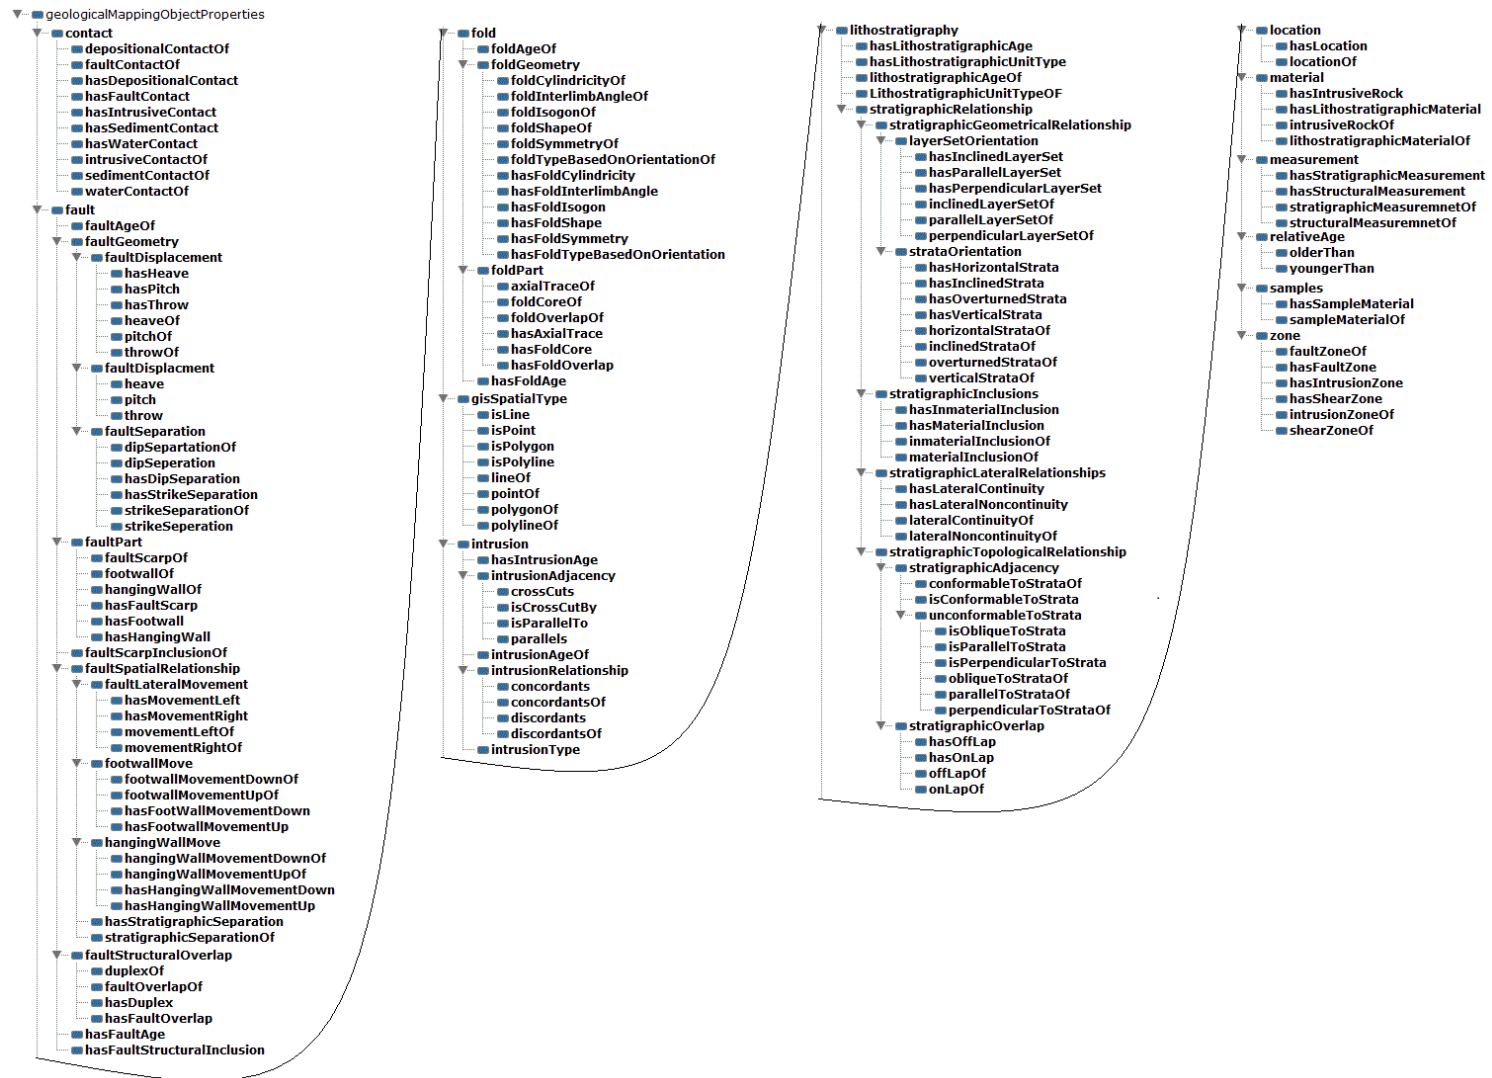 geologicalMappingObjectProperties
contact
depositionalContactOf
faultContactOf
hasDepositionalContact
hasFaultContact
hasIntrusiveContact
hasSedimentContact
hasWaterContact
intrusiveContactOf
sedimentContactOf
waterContactOf
fault
faultAgeOf
faultGeometry
faultDisplacement
hasHeave
hasPitch
hasThrow
heaveOf
pitchOf
throwOf
faultDisplacment
heave
pitch
throw
faultSeparation
dipSepartationOf
dipSeperation
hasDipSeparation
hasStrikeSeparation
strikeSeparationOf
strikeSeperation
faultPart
faultScarpOf
footwallOf
hangingWallOf
hasFaultScarp
hasFootwall
hasHangingWall
faultScarpInclusionOf
faultSpatialRelationship
faultLateralMovement
hasMovementLeft
hasMovementRight
movementLeftOf
movementRightOf
footwallMove
footwallMovementDownOf
footwallMovementUpOf
hasFootWallMovementDown
hasFootwallMovementUp
hangingWallMove
hangingWallMovementDownOf
hangingWallMovementUpOf
hasHangingWallMovementDown
hasHangingWallMovementUp
hasStratigraphicSeparation
stratigraphicSeparationOf
faultStructuralOverlap
duplexOf
faultOverlapOf
hasDuplex
hasFaultOverlap
hasFaultAge
hasFaultStructuralInclusion
fold
foldAgeOf
foldGeometry
foldCylindricityOf
foldInterlimbAngleOf
foldIsogonOf
foldShapeOf
foldSymmetryOf
foldTypeBasedOnOrientationOf
hasFoldCylindricity
hasFoldInterlimbAngle
hasFoldIsogon
hasFoldShape
hasFoldSymmetry
hasFoldTypeBasedOnOrientation
foldPart
axialTraceOf
foldCoreOf
foldOverlapOf
hasAxialTrace
hasFoldCore
hasFoldOverlap
hasFoldAge
gisSpatialType
isLine
isPoint
isPolygon
isPolyline
lineOf
pointOf
polygonOf
polylineOf
intrusion
hasIntrusionAge
intrusionAdjacency
crossCuts
isCrossCutBy
isParallelTo
parallels
intrusionAgeOf
intrusionRelationship
concordants
concordantsOf
discordants
discordantsOf
intrusionType
lithostratigraphy
hasLithostratigraphicAge
hasLithostratigraphicUnitType
lithostratigraphicAgeOf
LithostratigraphicUnitTypeOF
stratigraphicRelationship
stratigraphicGeometricalRelationship
layerSetOrientation
hasInclinedLayerSet
hasParallelLayerSet
hasPerpendicularLayerSet
inclinedLayerSetOf
parallelLayerSetOf
perpendicularLayerSetOf
strataOrientation
hasHorizontalStrata
hasInclinedStrata
hasOverturnedStrata
hasVerticalStrata
horizontalStrataOf
inclinedStrataOf
overturnedStrataOf
verticalStrataOf
stratigraphicInclusions
hasInmaterialInclusion
hasMaterialInclusion
inmaterialInclusionOf
materialInclusionOf
stratigraphicLateralRelationships
hasLateralContinuity
hasLateralNoncontinuity
lateralContinuityOf
lateralNoncontinuityOf
stratigraphicTopologicalRelationship
stratigraphicAdjacency
conformableToStrataOf
isConformableToStrata
unconformableToStrata
isObliqueToStrata
isParallelToStrata
isPerpendicularToStrata
obliqueToStrataOf
parallelToStrataOf
perpendicularToStrataOf
stratigraphicOverlap
hasOffLap
hasOnLap
offLapOf
onLapOf
location
hasLocation
locationOf
material
hasIntrusiveRock
hasLithostratigraphicMaterial
intrusiveRockOf
lithostratigraphicMaterialOf
measurement
hasStratigraphicMeasurement
hasStructuralMeasurement
stratigraphicMeasuremnetOf
structuralMeasuremnetOf
relativeAge
olderThan
youngerThan
samples
hasSampleMaterial
sampleMaterialOf
zone
faultZoneOf
hasFaultZone
hasIntrusionZone
hasShearZone
intrusionZoneOf
shearZoneOf